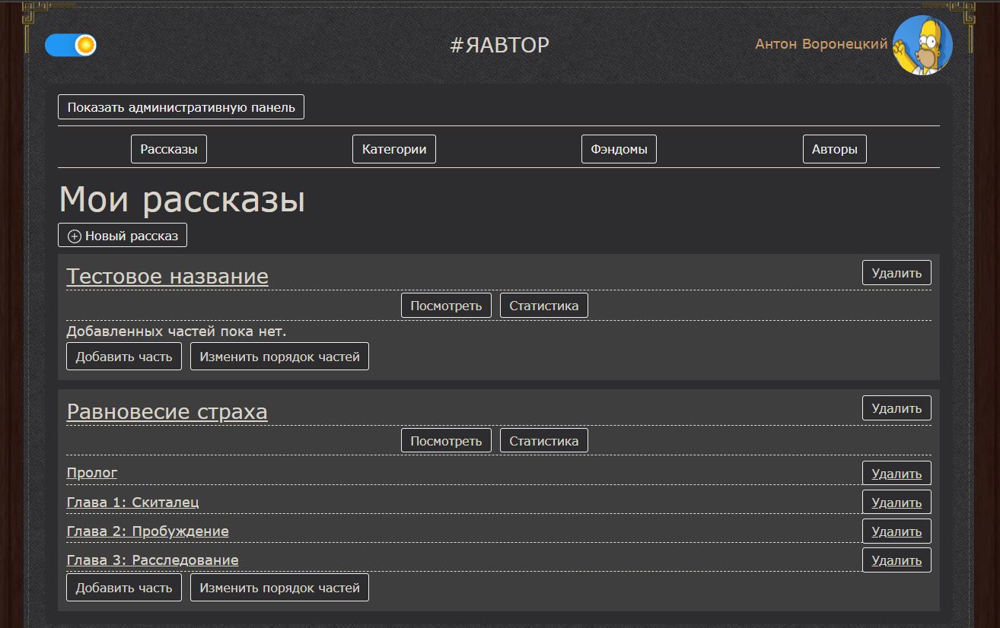 #ЯАВТОР
Антон Воронецкий
Показать административную панель
Рассказы Категории Фэндомы Авторы
Мои рассказы
Новый рассказ
Тестовое название Удалить
Посмотреть Статистика
Добавленных частей пока нет.
Добавить часть Изменить порядок частей
Равновесие страха Удалить
Посмотреть Статистика
Пролог Удалить
Глава 1: Скиталец Удалить
Глава 2: Пробуждение Удалить
Глава 3: Расследование Удалить
Добавить часть Изменить порядок частей